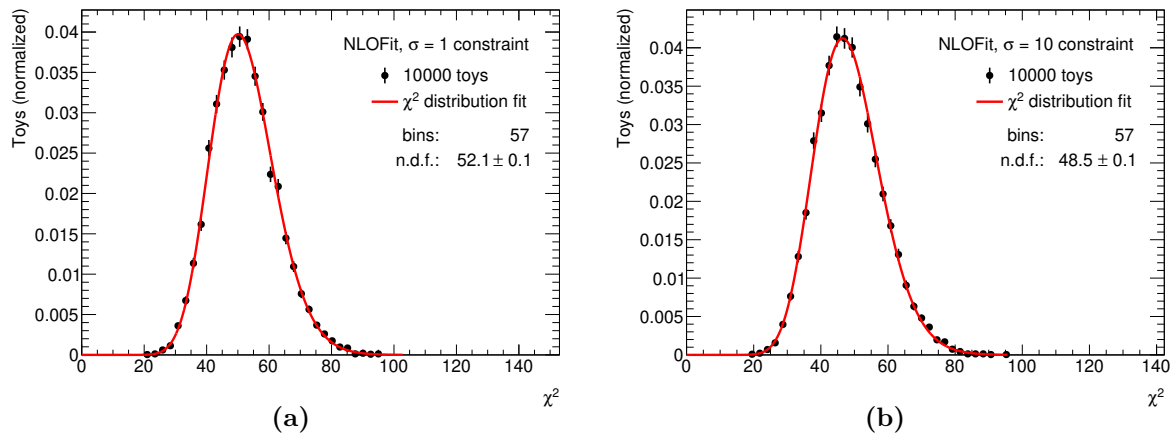 Toys (normalized)
0.04
0.035
0.03
0.025
0.02
0.015
0.01
0.005
0
NLOFit, σ = 1 constraint
10000 toys
χ² distribution fit
bins: 57
n.d.f.: 52.1 ± 0.1
0 20 40 60 80 100 120 140
χ²
(a)
Toys (normalized)
0.04
0.035
0.03
0.025
0.02
0.015
0.01
0.005
0
NLOFit, σ = 10 constraint
10000 toys
χ² distribution fit
bins: 57
n.d.f.: 48.5 ± 0.1
0 20 40 60 80 100 120 140
χ²
(b)